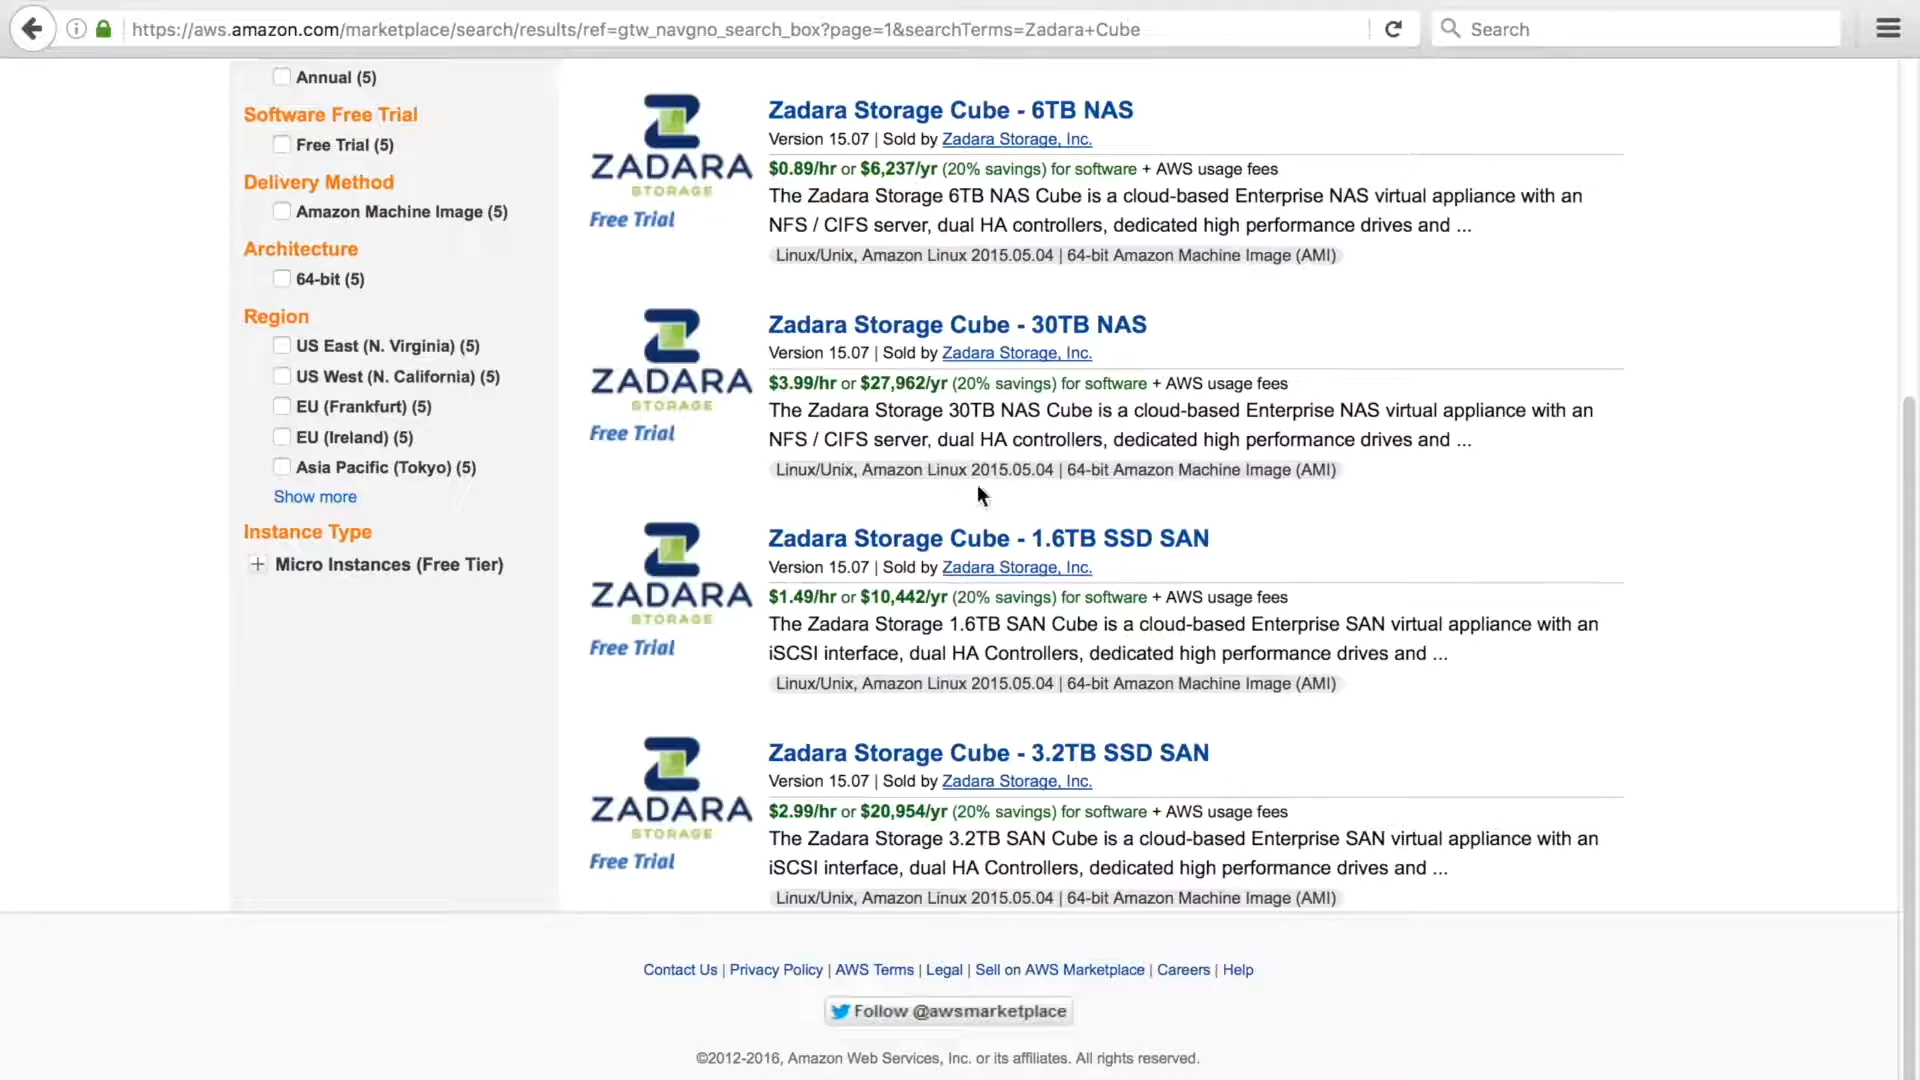 https://aws.amazon.com/marketplace/search/results/ref=gtw_navgno_search_box?page=1&searchTerms=Zadara+Cube
Search
Annual (5)
Software Free Trial
Free Trial (5)
Delivery Method
Amazon Machine Image (5)
Architecture
64-bit (5)
Region
US East (N. Virginia) (5)
US West (N. California) (5)
EU (Frankfurt) (5)
EU (Ireland) (5)
Asia Pacific (Tokyo) (5)
Show more
Instance Type
Micro Instances (Free Tier)
ZADARA
STORAGE
Free Trial
Zadara Storage Cube - 6TB NAS
Version 15.07 | Sold by Zadara Storage, Inc.
$0.89/hr or $6,237/yr (20% savings) for software + AWS usage fees
The Zadara Storage 6TB NAS Cube is a cloud-based Enterprise NAS virtual appliance with an
NFS / CIFS server, dual HA controllers, dedicated high performance drives and ...
Linux/Unix, Amazon Linux 2015.05.04 | 64-bit Amazon Machine Image (AMI)
ZADARA
STORAGE
Free Trial
Zadara Storage Cube - 30TB NAS
Version 15.07 | Sold by Zadara Storage, Inc.
$3.99/hr or $27,962/yr (20% savings) for software + AWS usage fees
The Zadara Storage 30TB NAS Cube is a cloud-based Enterprise NAS virtual appliance with an
NFS / CIFS server, dual HA controllers, dedicated high performance drives and ...
Linux/Unix, Amazon Linux 2015.05.04 | 64-bit Amazon Machine Image (AMI)
ZADARA
STORAGE
Free Trial
Zadara Storage Cube - 1.6TB SSD SAN
Version 15.07 | Sold by Zadara Storage, Inc.
$1.49/hr or $10,442/yr (20% savings) for software + AWS usage fees
The Zadara Storage 1.6TB SAN Cube is a cloud-based Enterprise SAN virtual appliance with an
iSCSI interface, dual HA Controllers, dedicated high performance drives and ...
Linux/Unix, Amazon Linux 2015.05.04 | 64-bit Amazon Machine Image (AMI)
ZADARA
STORAGE
Free Trial
Zadara Storage Cube - 3.2TB SSD SAN
Version 15.07 | Sold by Zadara Storage, Inc.
$2.99/hr or $20,954/yr (20% savings) for software + AWS usage fees
The Zadara Storage 3.2TB SAN Cube is a cloud-based Enterprise SAN virtual appliance with an
iSCSI interface, dual HA Controllers, dedicated high performance drives and ...
Linux/Unix, Amazon Linux 2015.05.04 | 64-bit Amazon Machine Image (AMI)
Contact Us | Privacy Policy | AWS Terms | Legal | Sell on AWS Marketplace | Careers | Help
Follow @awsmarketplace
©2012-2016, Amazon Web Services, Inc. or its affiliates. All rights reserved.